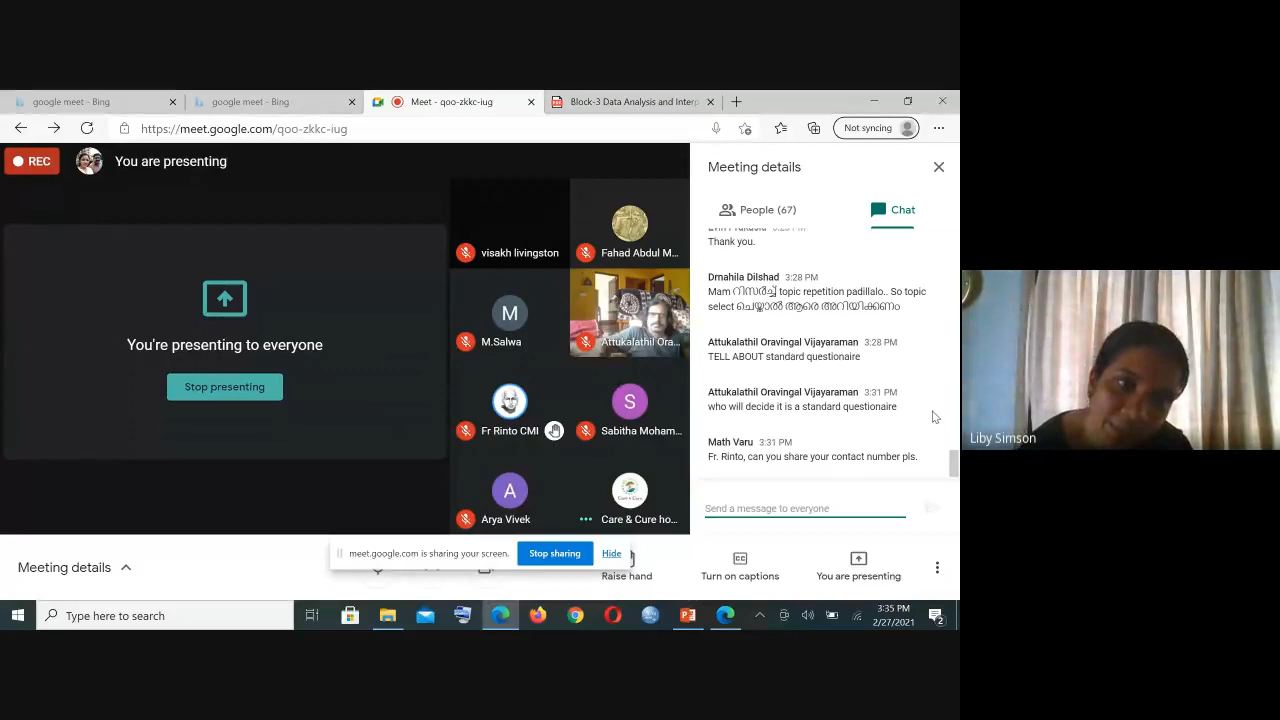 google meet - Bing
google meet - Bing
Meet - qoo-zkkc-iug
Block-3 Data Analysis and Interp
https://meet.google.com/qoo-zkkc-iug
Not syncing
REC
You are presenting
You're presenting to everyone
Stop presenting
visakh livingston
Fahad Abdul M...
M
M.Salwa
Attukalathil Ora...
Fr Rinto CMI
S
Sabitha Moham...
A
Arya Vivek
Care & Cure ho...
Meeting details
People (67)
Chat
Thank you.
Drnahila Dilshad 3:28 PM
Mam റിസർച്ച് topic repetition padillalo.. So topic
select ചെയ്താൽ ആരെ അറിയിക്കണം
Attukalathil Oravingal Vijayaraman 3:28 PM
TELL ABOUT standard questionaire
Attukalathil Oravingal Vijayaraman 3:31 PM
who will decide it is a standard questionaire
Math Varu 3:31 PM
Fr. Rinto, can you share your contact number pls.
Send a message to everyone
Liby Simson
meet.google.com is sharing your screen.
Stop sharing
Hide
Meeting details
Raise hand
Turn on captions
You are presenting
Type here to search
3:35 PM
2/27/2021
2